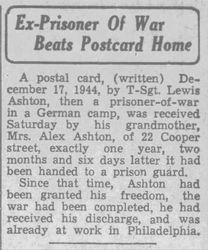 Ex-Prisoner Of War
Beats Postcard Home
A postal card, (written) De-
cember 17, 1944, by T-Sgt. Lewis
Ashton, then a prisoner-of-war
in a German camp, was received
Saturday by his grandmother,
Mrs. Alex Ashton, of 22 Cooper
street, exactly one year, two
months and six days latter it had
been handed to a prison guard.
Since that time, Ashton had
been granted his freedom, the
war had been completed, he had
received his discharge, and was
already at work in Philadelphia.